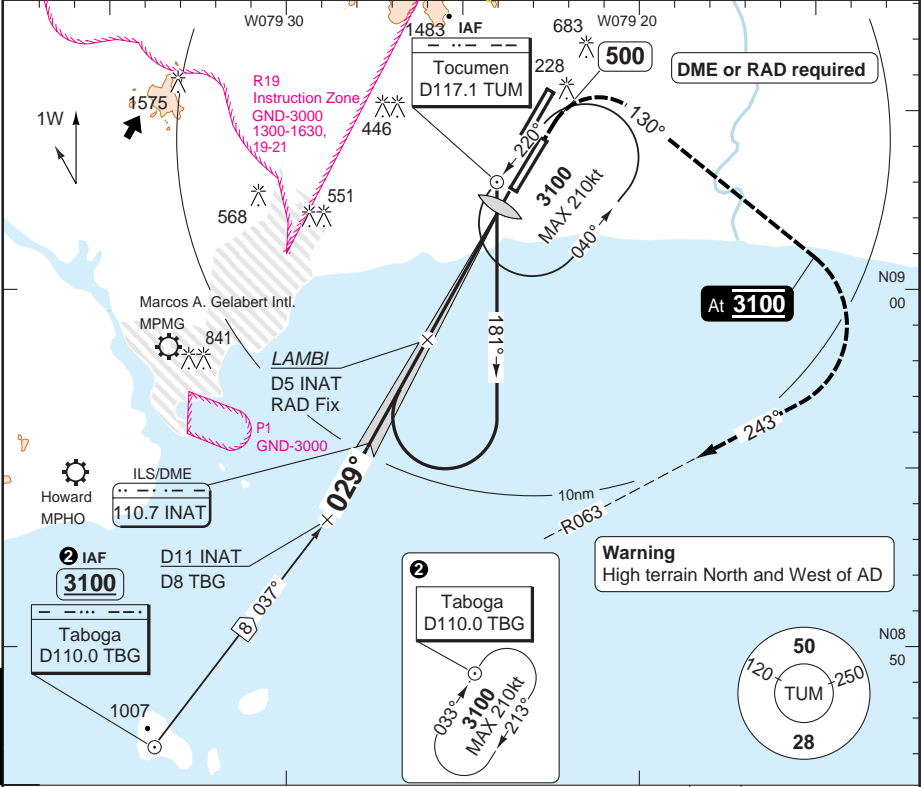 W079 30
W079 20
1483
IAF
Tocumen
D117.1 TUM
683
228
500
DME or RAD required
1575
1W
R19
Instruction Zone
GND-3000
1300-1630,
19-21
446
220°
130°
3100
MAX 210kt
040°
568
551
N09
00
At 3100
Marcos A. Gelabert Intl.
MPMG
841
LAMBI
D5 INAT
RAD Fix
181°
P1
GND-3000
243°
ILS/DME
110.7 INAT
029°
10nm
R063
Howard
MPHO
D11 INAT
D8 TBG
2 IAF
3100
Taboga
D110.0 TBG
8 037°
1007
2
Taboga
D110.0 TBG
033°
3100
MAX 210kt
213°
Warning
High terrain North and West of AD
N08
50
50
120
250
TUM
28